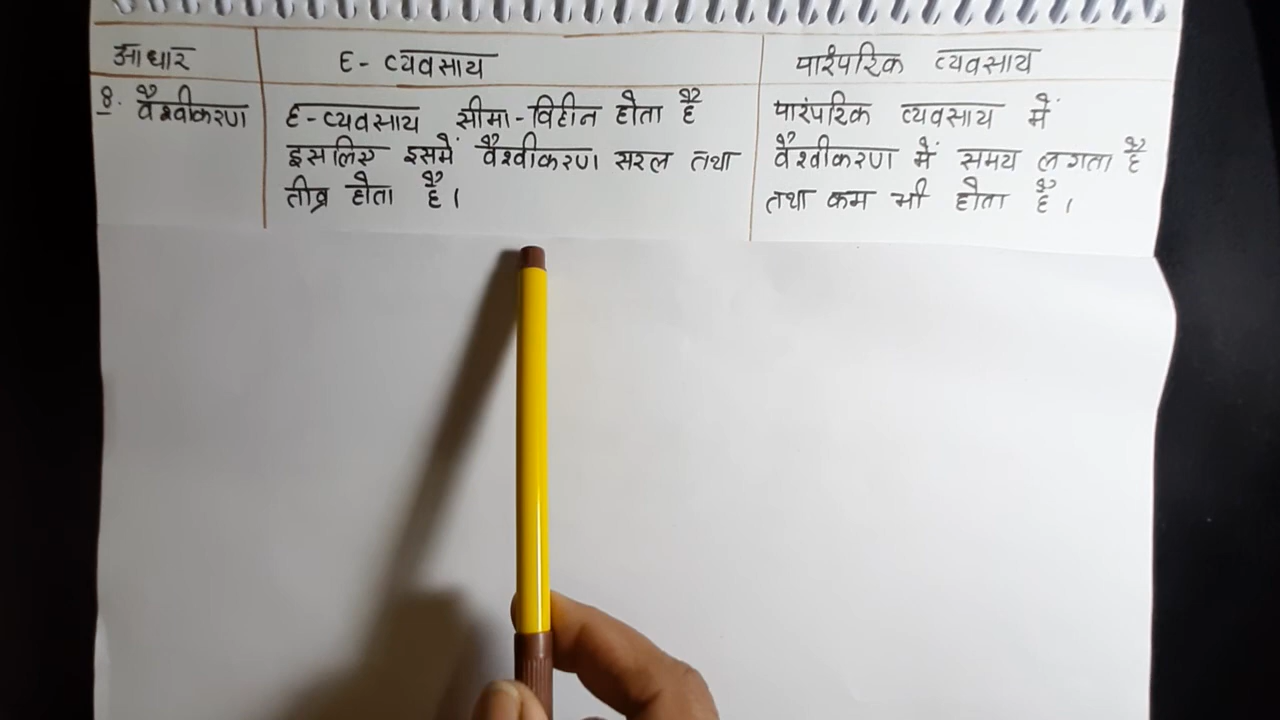 आधार
E-व्यवसाय
पारंपरिक व्यवसाय
8. वैश्वीकरण
E-व्यवसाय सीमा-विहीन होता है
इसलिए इसमें वैश्वीकरण सरल तथा
तीव्र होता है।
पारंपरिक व्यवसाय में
वैश्वीकरण में समय लगता है
तथा कम भी होता है।